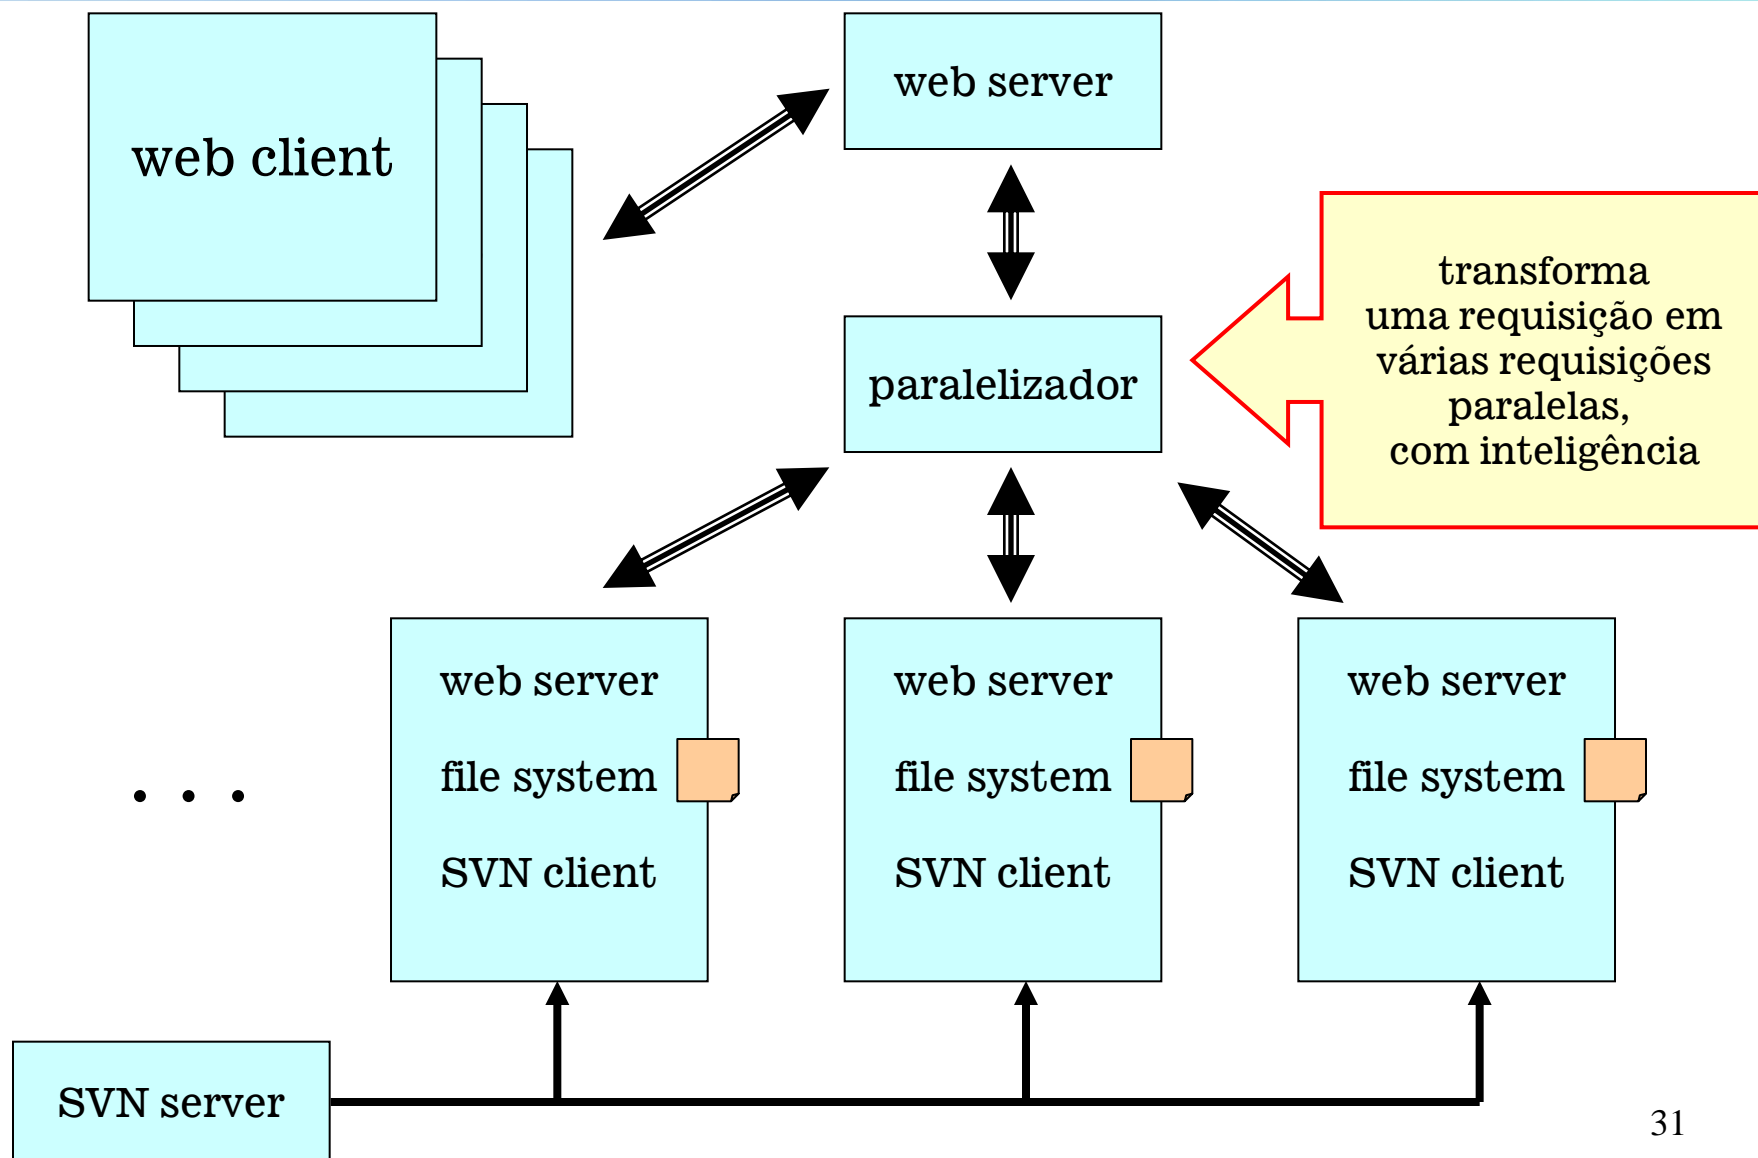 web client
web server
transforma
uma requisição em
várias requisições
paralelas,
com inteligência
paralelizador
web server
file system
SVN client
web server
file system
SVN client
web server
file system
SVN client
. . .
SVN server
31